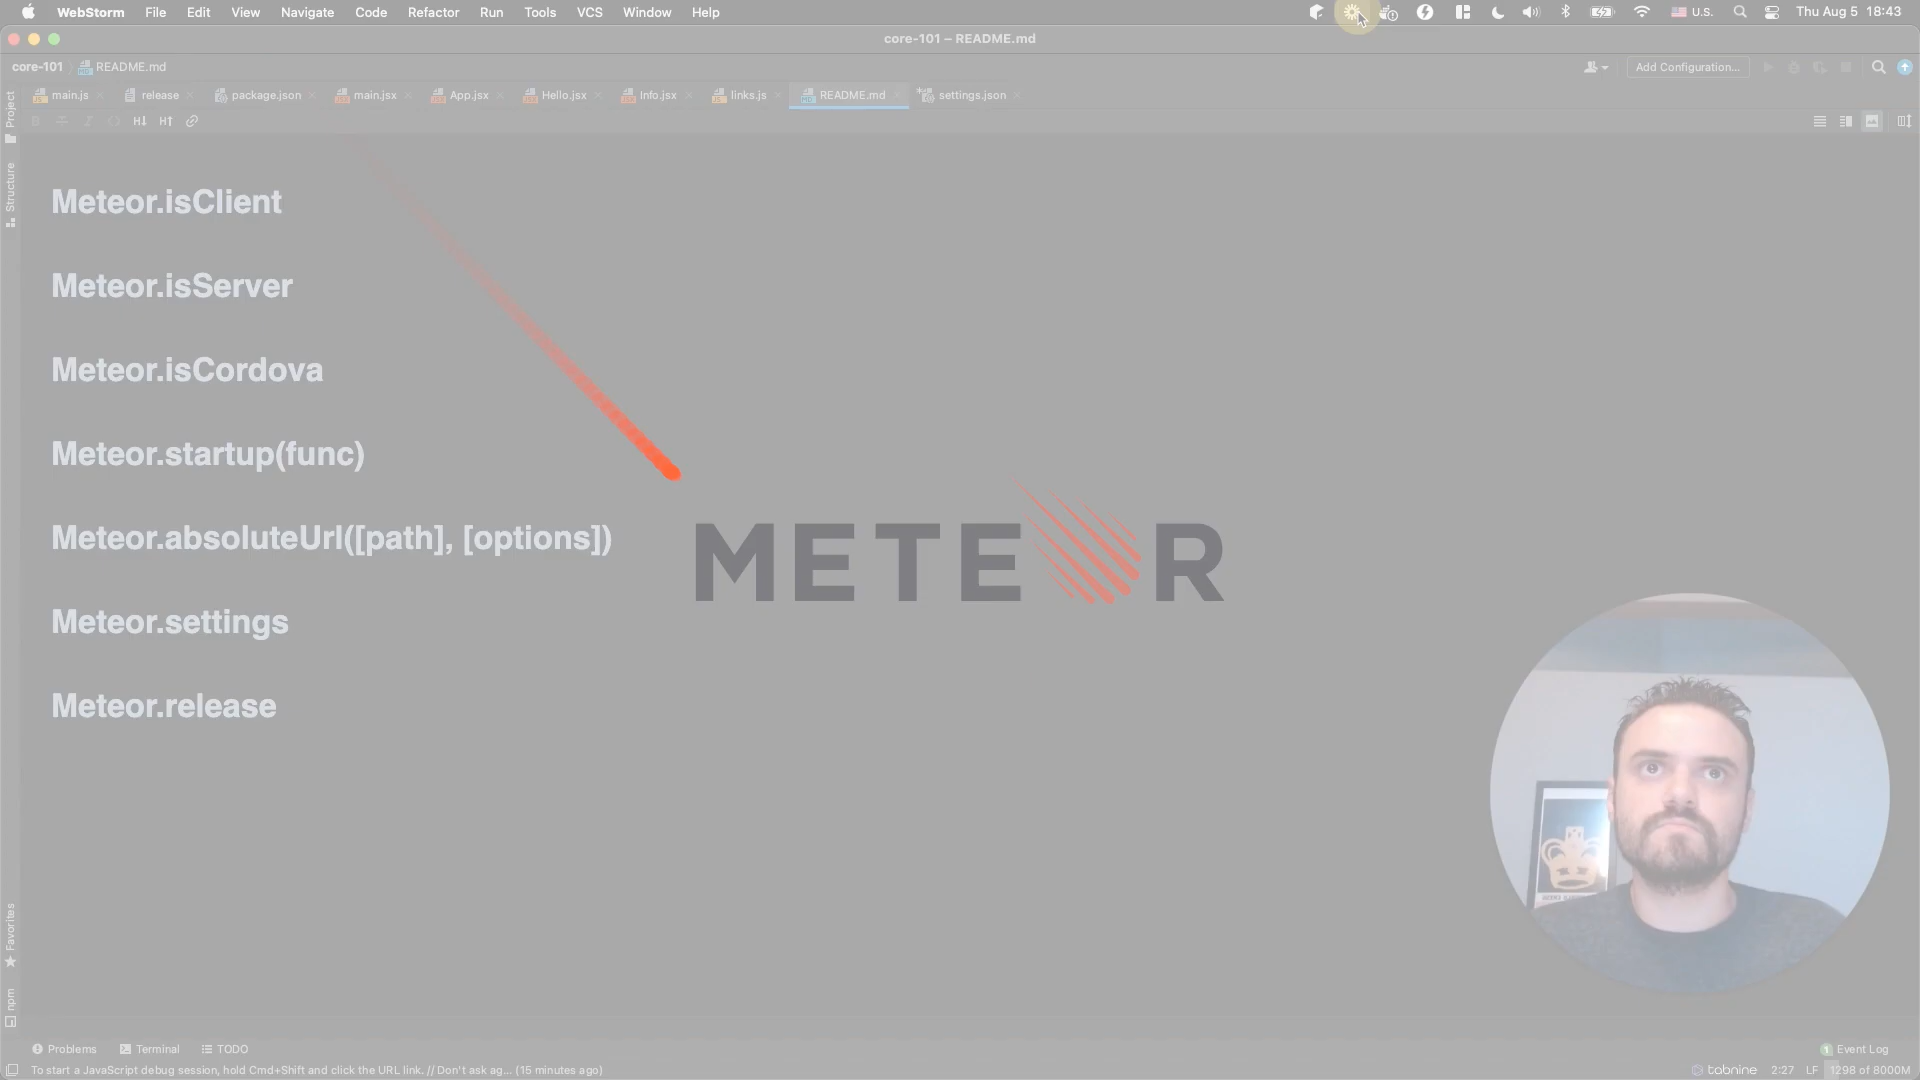 WebStorm File Edit View Navigate Code Refactor Run Tools VCS Window Help U.S. Thu Aug 5 18:43
core-101 – README.md
core-101 README.md Add Configuration...
main.js release package.json main.jsx App.jsx Hello.jsx Info.jsx links.js README.md settings.json
Project
Structure
Meteor.isClient
Meteor.isServer
Meteor.isCordova
Meteor.startup(func)
Meteor.absoluteUrl([path], [options])
METEOR
Meteor.settings
Meteor.release
Favorites
npm
Problems Terminal TODO 1 Event Log
To start a JavaScript debug session, hold Cmd+Shift and click the URL link. // Don't ask ag... (15 minutes ago) tabnine 2:27 LF 1298 of 8000M